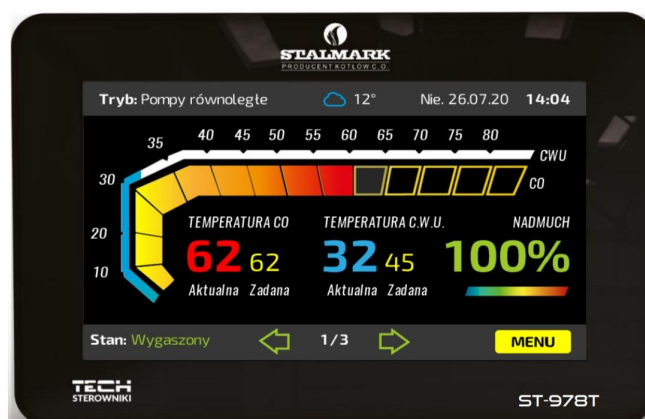 STALMARK
PRODUCENT KOTŁÓW C.O.
Tryb: Pompy równoległe 12° Nie. 26.07.20 14:04
35 40 45 50 55 60 65 70 75 80
CWU
30 CO
TEMPERATURA CO TEMPERATURA C.W.U. NADMUCH
20
62 62 32 45 100%
10
Aktualna Zadana Aktualna Zadana
Stan: Wygaszony 1/3 MENU
TECH
STEROWNIKI
ST-978T